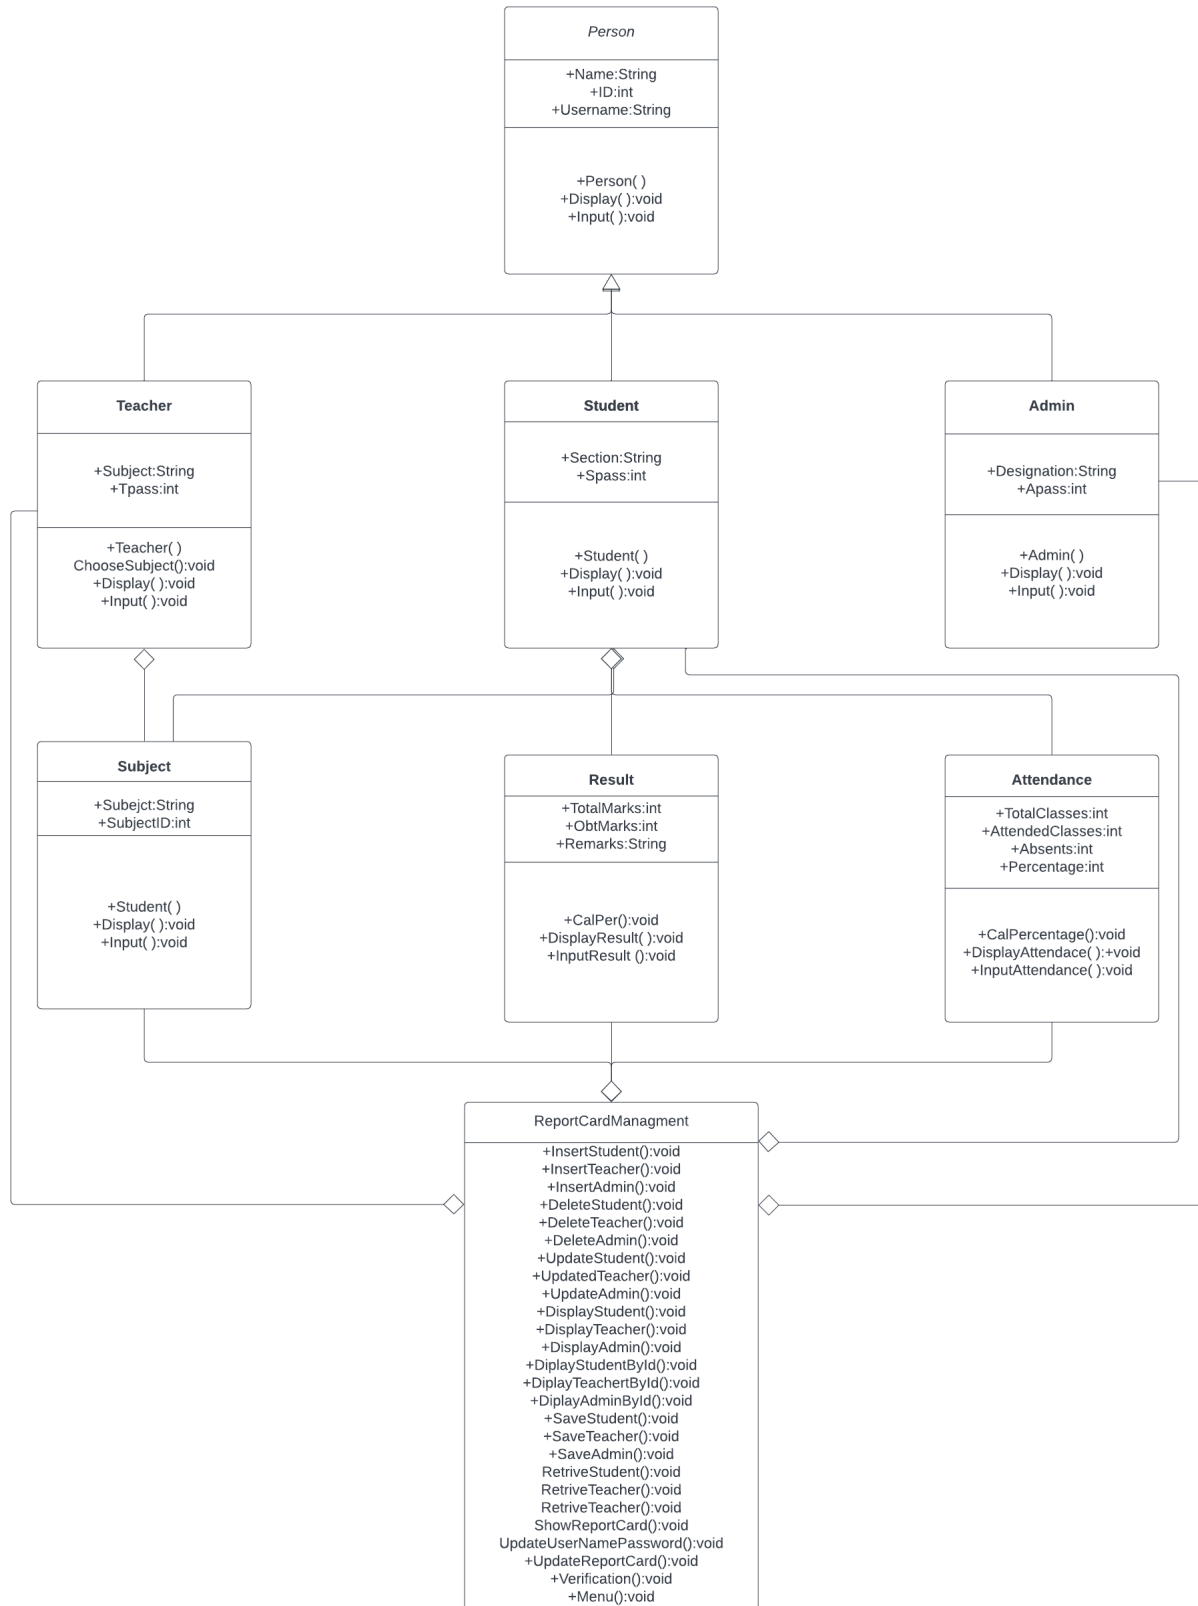 Person
+Name:String
+ID:int
+Username:String
+Person( )
+Display( ):void
+Input( ):void
Teacher
+Subject:String
+Tpass:int
+Teacher( )
ChooseSubject():void
+Display( ):void
+Input( ):void
Student
+Section:String
+Spass:int
+Student( )
+Display( ):void
+Input( ):void
Admin
+Designation:String
+Apass:int
+Admin( )
+Display( ):void
+Input( ):void
Subject
+Subejct:String
+SubjectID:int
+Student( )
+Display( ):void
+Input( ):void
Result
+TotalMarks:int
+ObtMarks:int
+Remarks:String
+CalPer():void
+DisplayResult( ):void
+InputResult ():void
Attendance
+TotalClasses:int
+AttendedClasses:int
+Absents:int
+Percentage:int
+CalPercentage():void
+DisplayAttendace( ):+void
+InputAttendance( ):void
ReportCardManagment
+InsertStudent():void
+InsertTeacher():void
+InsertAdmin():void
+DeleteStudent():void
+DeleteTeacher():void
+DeleteAdmin():void
+UpdateStudent():void
+UpdatedTeacher():void
+UpdateAdmin():void
+DisplayStudent():void
+DisplayTeacher():void
+DisplayAdmin():void
+DiplayStudentById():void
+DiplayTeachertById():void
+DiplayAdminById():void
+SaveStudent():void
+SaveTeacher():void
+SaveAdmin():void
RetriveStudent():void
RetriveTeacher():void
RetriveTeacher():void
ShowReportCard():void
UpdateUserNamePassword():void
+UpdateReportCard():void
+Verification():void
+Menu():void